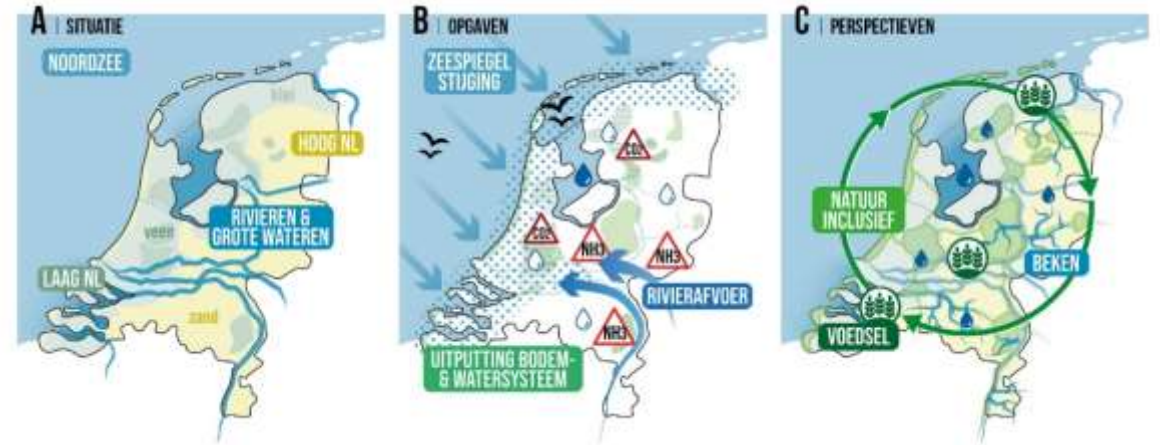 A | SITUATIE
NOORDZEE
klei
HOOG NL
RIVIEREN &
GROTE WATEREN
veen
LAAG NL
zand
B | OPGAVEN
ZEESPIEGEL
STIJGING
CO2
CO2
NH3
NH3
RIVIERAFVOER
NH3
UITPUTTING BODEM-
& WATERSYSTEEM
C | PERSPECTIEVEN
NATUUR
INCLUSIEF
BEKEN
VOEDSEL